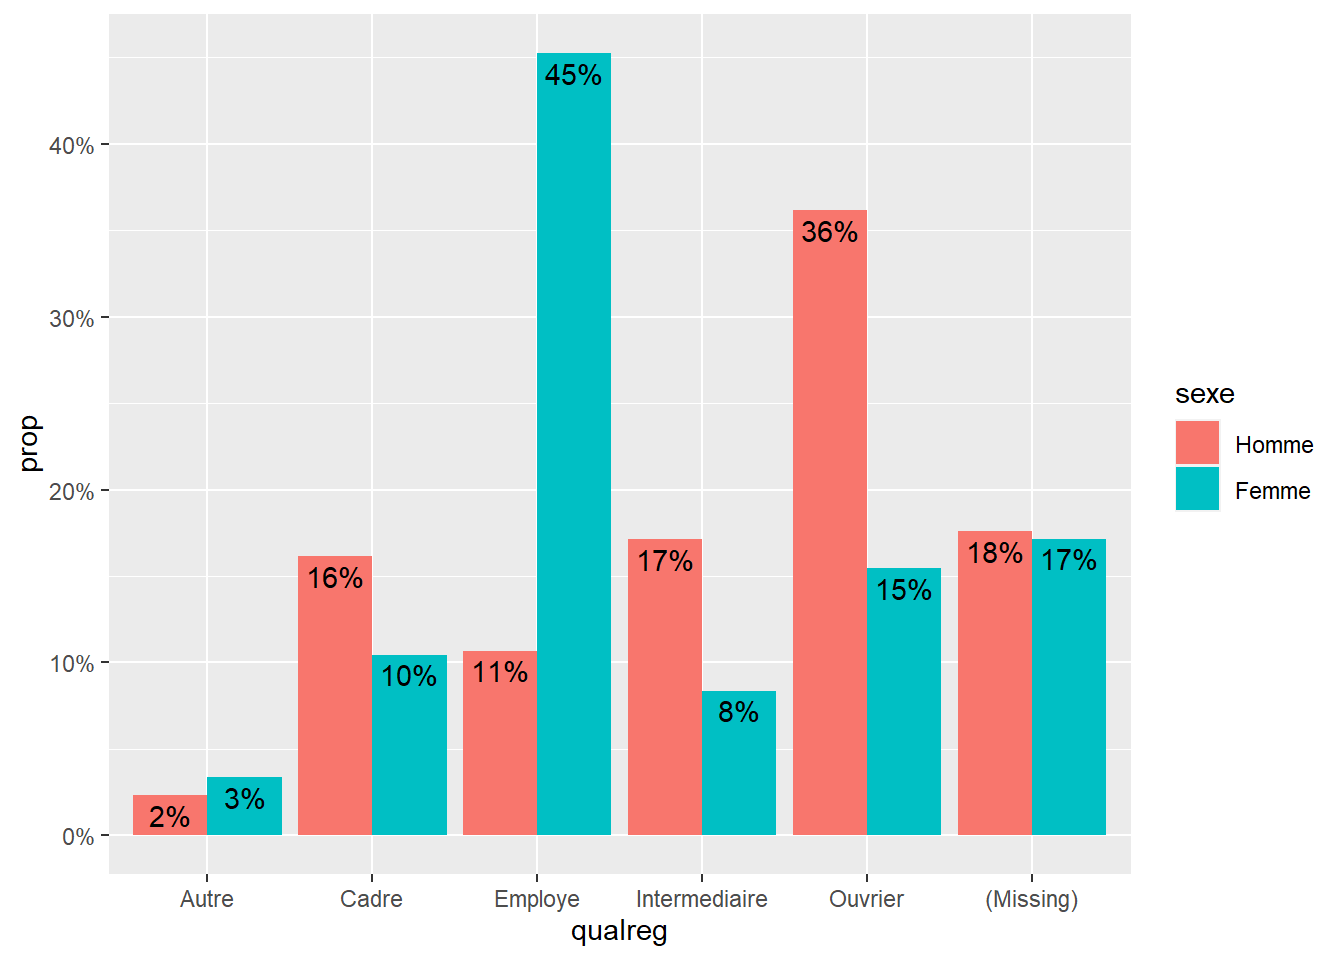 45%
40%
36%
30%
20%
18%
17%
17%
16%
15%
11%
10%
10%
8%
3%
2%
0%
prop
sexe
Homme
Femme
Autre
Cadre
Employe
Intermediaire
Ouvrier
(Missing)
qualreg